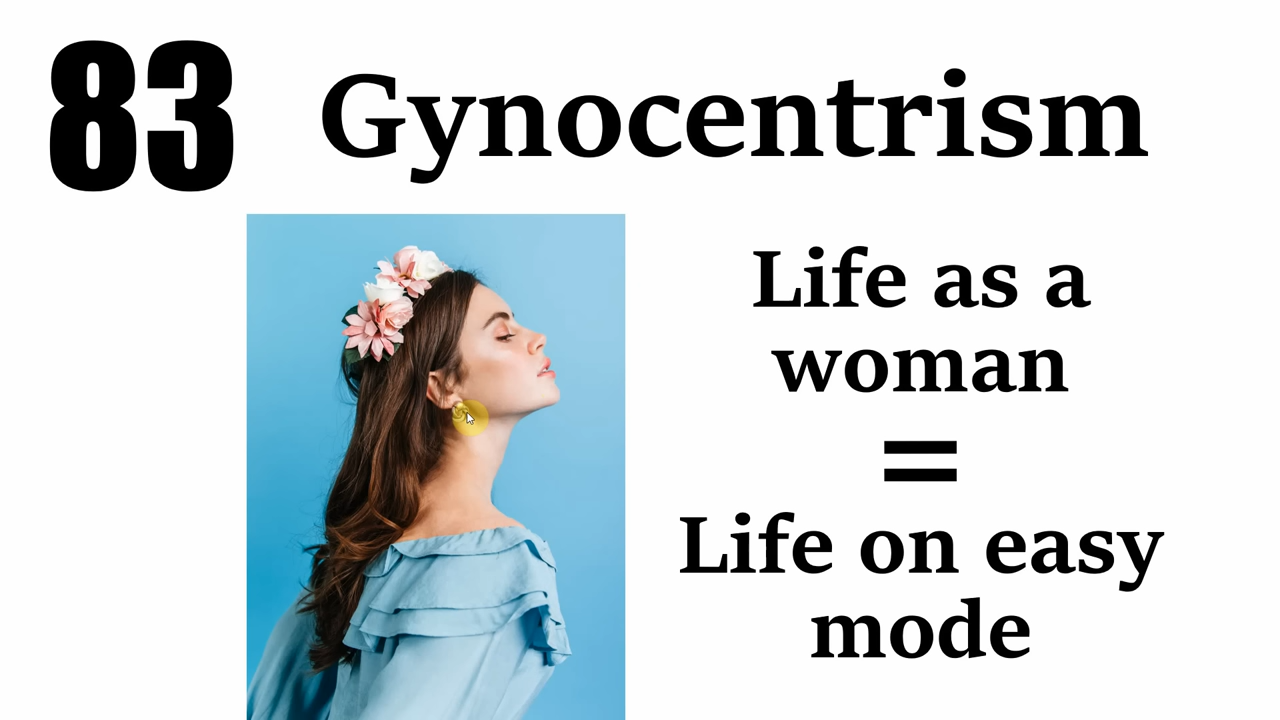 83 Gynocentrism
Life as a
woman
=
Life on easy
mode